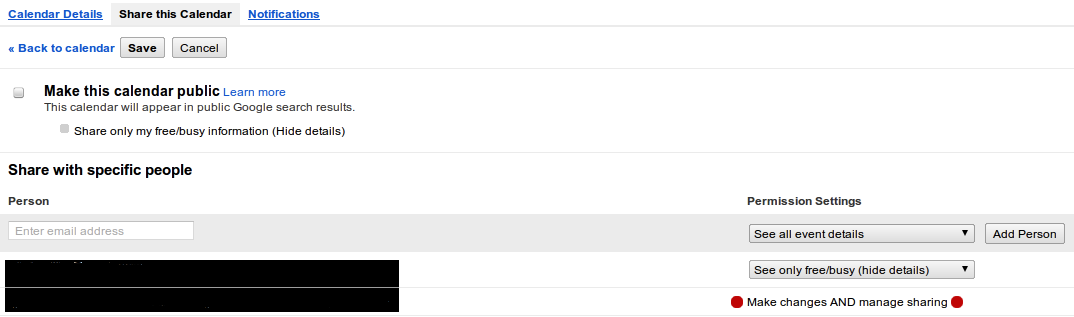 Calendar Details Share this Calendar Notifications
« Back to calendar Save Cancel
Make this calendar public Learn more
This calendar will appear in public Google search results.
Share only my free/busy information (Hide details)
Share with specific people
Person Permission Settings
Enter email address See all event details Add Person
See only free/busy (hide details)
Make changes AND manage sharing